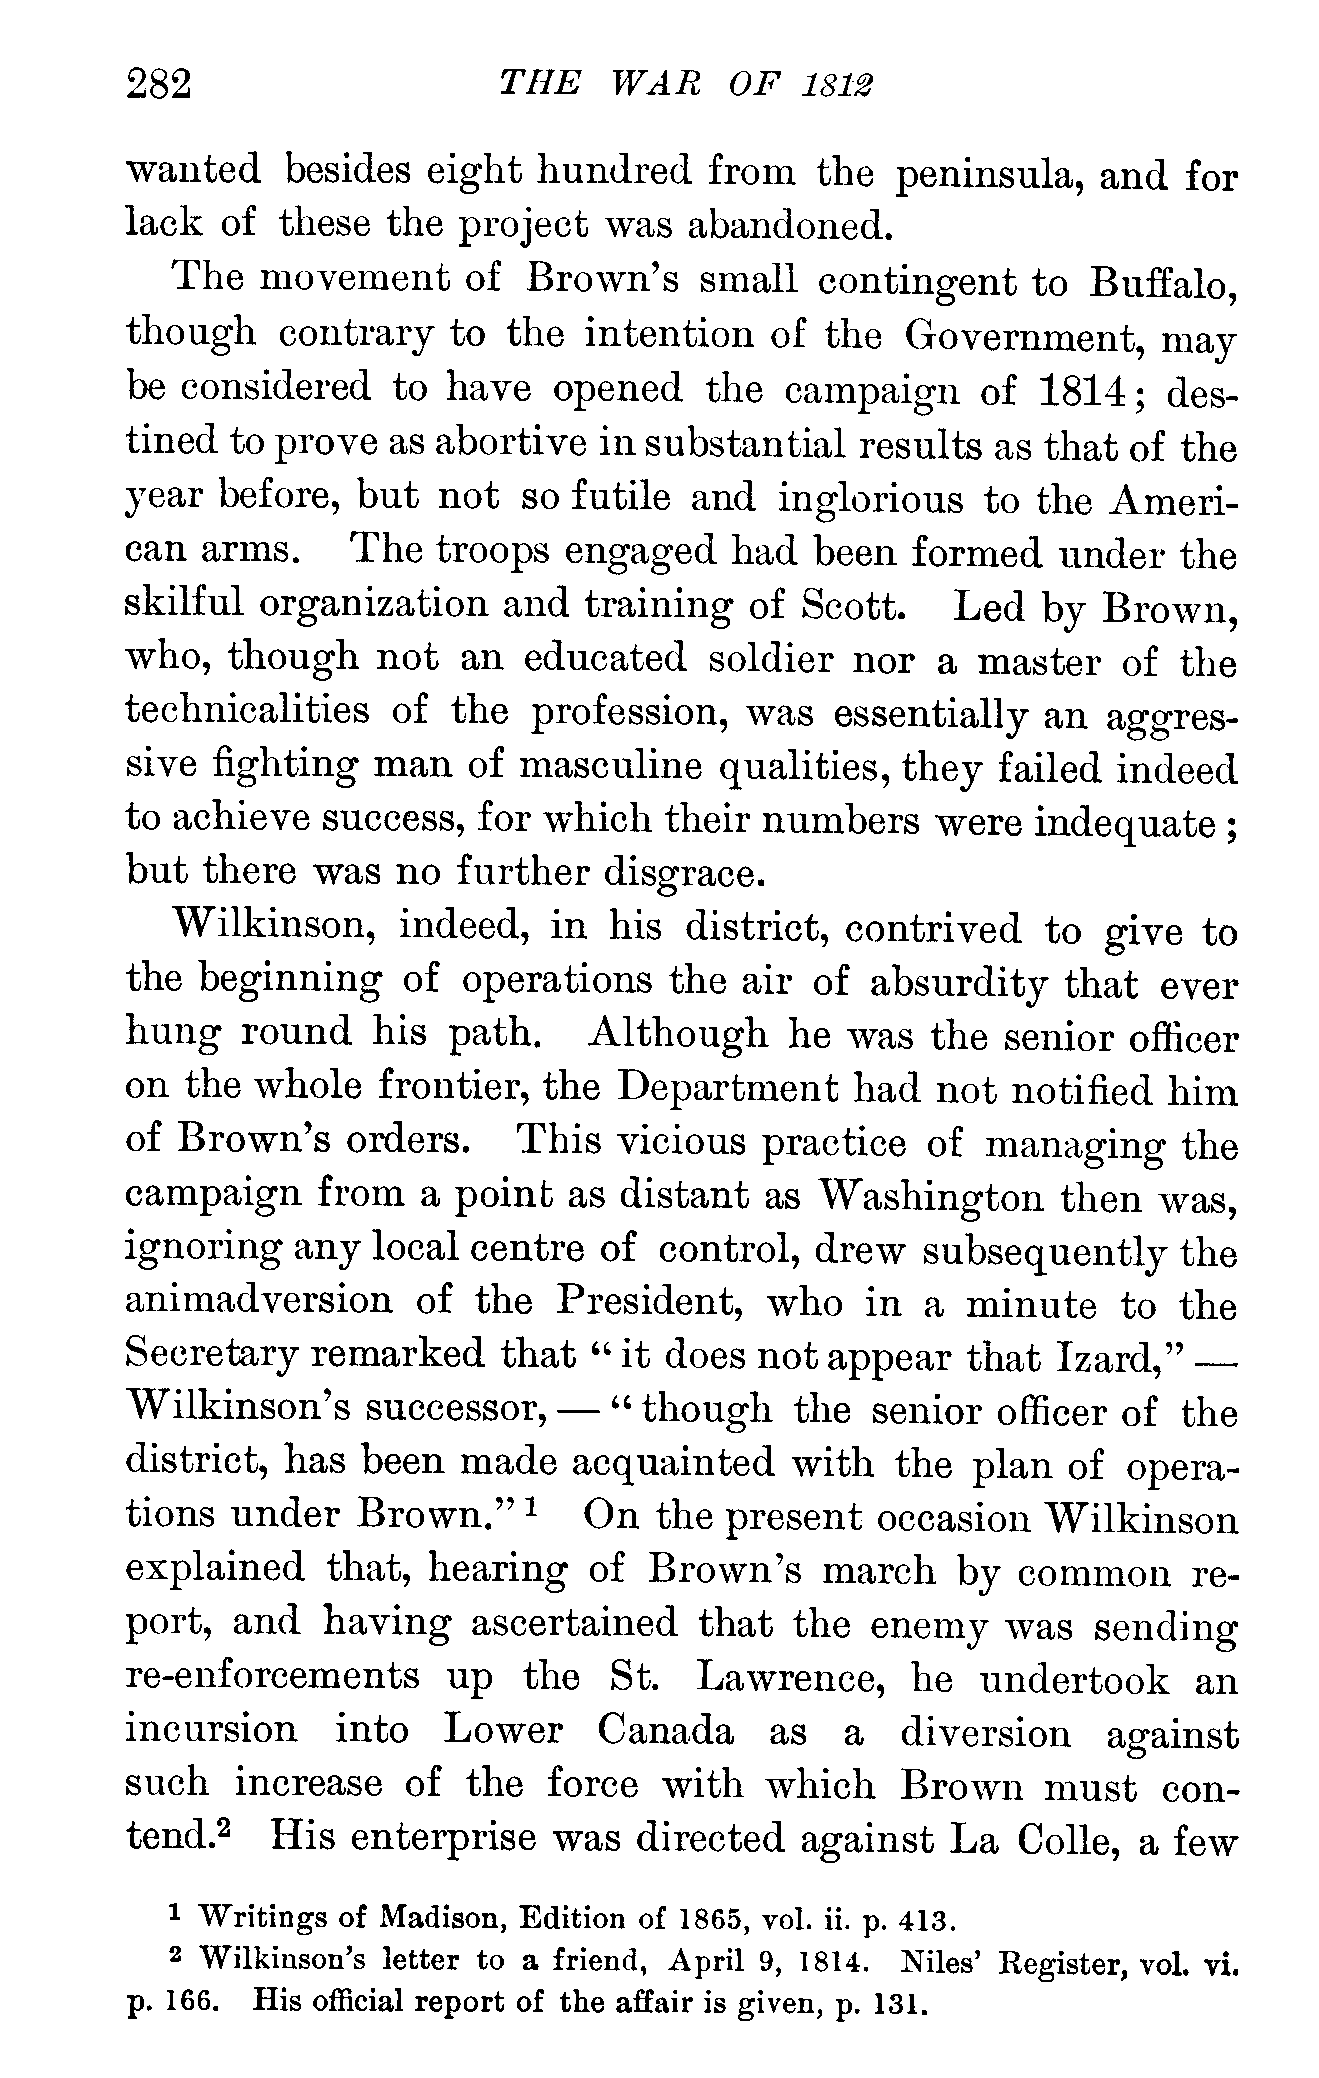 282 THE WAR OF 1812
wanted besides eight hundred from the peninsula, and for
lack of these the project was abandoned.
The movement of Brown's small contingent to Buffalo,
though contrary to the intention of the Government, may
be considered to have opened the campaign of 1814; des-
tined to prove as abortive in substantial results as that of the
year before, but not so futile and inglorious to the Ameri-
can arms. The troops engaged had been formed under the
skilful organization and training of Scott. Led by Brown,
who, though not an educated soldier nor a master of the
technicalities of the profession, was essentially an aggres-
sive fighting man of masculine qualities, they failed indeed
to achieve success, for which their numbers were indequate;
but there was no further disgrace.
Wilkinson, indeed, in his district, contrived to give to
the beginning of operations the air of absurdity that ever
hung round his path. Although he was the senior officer
on the whole frontier, the Department had not notified him
of Brown's orders. This vicious practice of managing the
campaign from a point as distant as Washington then was,
ignoring any local centre of control, drew subsequently the
animadversion of the President, who in a minute to the
Secretary remarked that “it does not appear that Izard,” —
Wilkinson's successor, — “though the senior officer of the
district, has been made acquainted with the plan of opera-
tions under Brown.” ¹ On the present occasion Wilkinson
explained that, hearing of Brown's march by common re-
port, and having ascertained that the enemy was sending
re-enforcements up the St. Lawrence, he undertook an
incursion into Lower Canada as a diversion against
such increase of the force with which Brown must con-
tend.² His enterprise was directed against La Colle, a few
¹ Writings of Madison, Edition of 1865, vol. ii. p. 413.
² Wilkinson's letter to a friend, April 9, 1814. Niles' Register, vol. vi.
p. 166. His official report of the affair is given, p. 131.